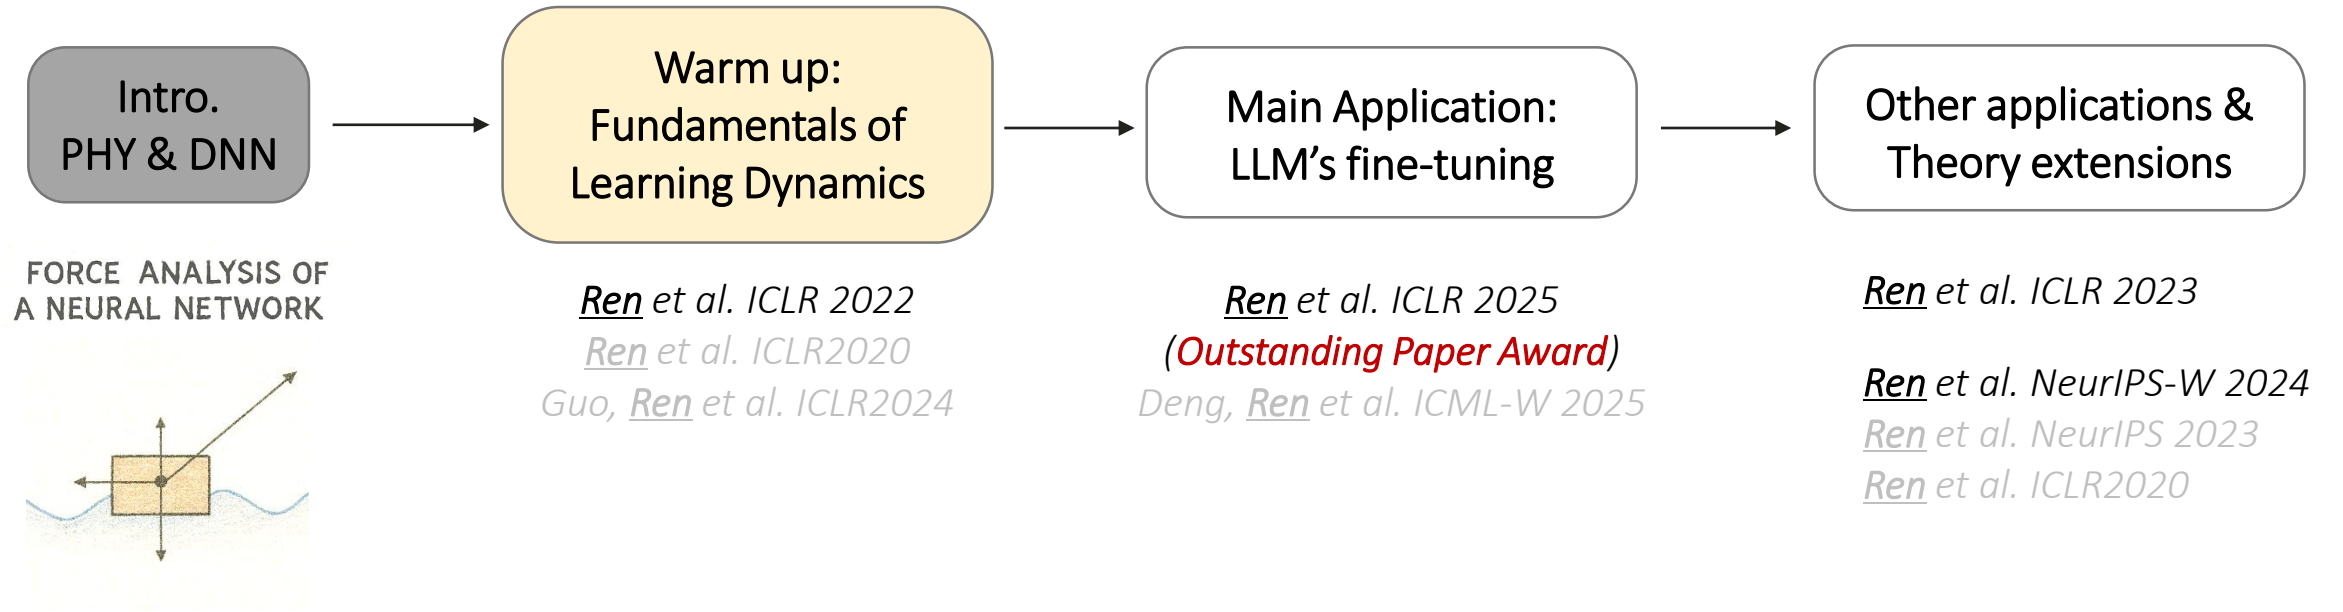 Intro.
PHY & DNN
Warm up:
Fundamentals of
Learning Dynamics
Main Application:
LLM’s fine-tuning
Other applications &
Theory extensions
FORCE ANALYSIS OF
A NEURAL NETWORK
Ren et al. ICLR 2022
Ren et al. ICLR2020
Guo, Ren et al. ICLR2024
Ren et al. ICLR 2025
(Outstanding Paper Award)
Deng, Ren et al. ICML-W 2025
Ren et al. ICLR 2023
Ren et al. NeurIPS-W 2024
Ren et al. NeurIPS 2023
Ren et al. ICLR2020